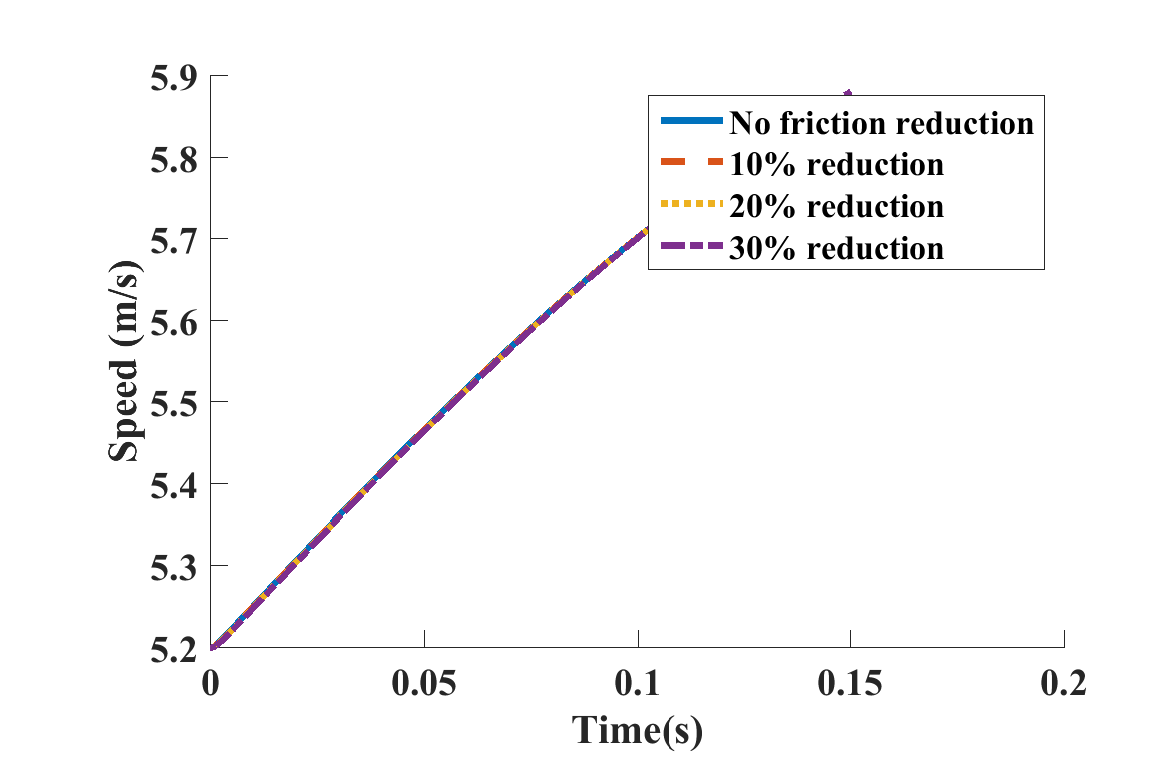 5.9
5.8
5.7
5.6
5.5
5.4
5.3
5.2
Speed (m/s)
No friction reduction
10% reduction
20% reduction
30% reduction
0
0.05
0.1
0.15
0.2
Time(s)